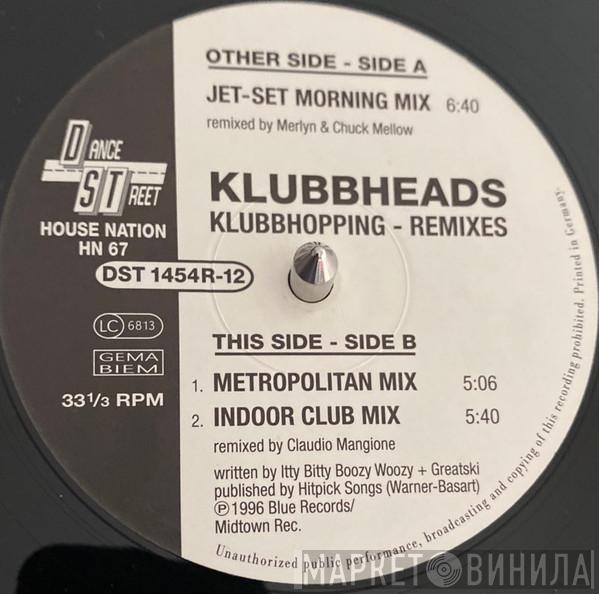 OTHER SIDE - SIDE A
JET-SET MORNING MIX 6:40
remixed by Merlyn & Chuck Mellow
DANCE
STREET
HOUSE NATION
HN 67
DST 1454R-12
KLUBBHEADS
KLUBBHOPPING - REMIXES
LC 6813
GEMA
BIEM
33 1/3 RPM
THIS SIDE - SIDE B
1. METROPOLITAN MIX 5:06
2. INDOOR CLUB MIX 5:40
remixed by Claudio Mangione
written by Itty Bitty Boozy Woozy + Greatski
published by Hitpick Songs (Warner-Basart)
Ⓟ©1996 Blue Records/
Midtown Rec.
Unauthorized public performance, broadcasting and copying of this recording prohibited. Printed in Germany.
МАРКЕТ ВИНИЛА